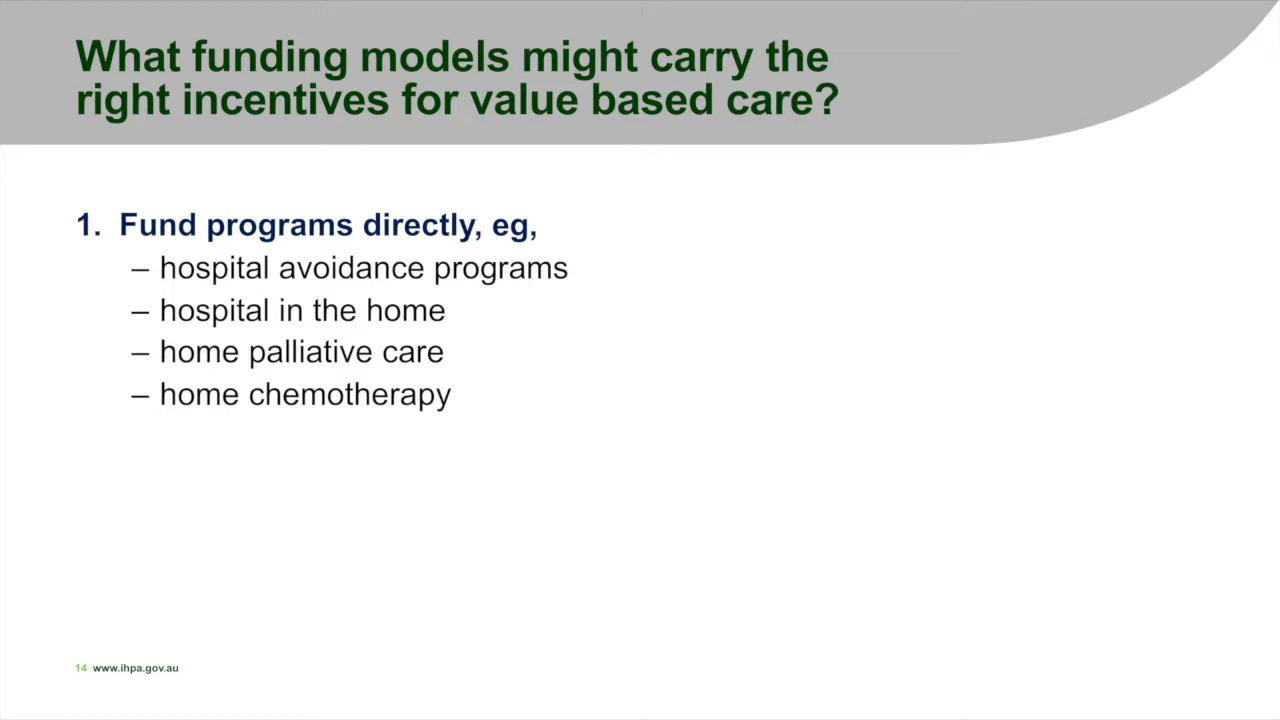 What funding models might carry the
right incentives for value based care?
1. Fund programs directly, eg,
– hospital avoidance programs
– hospital in the home
– home palliative care
– home chemotherapy
14 www.ihpa.gov.au